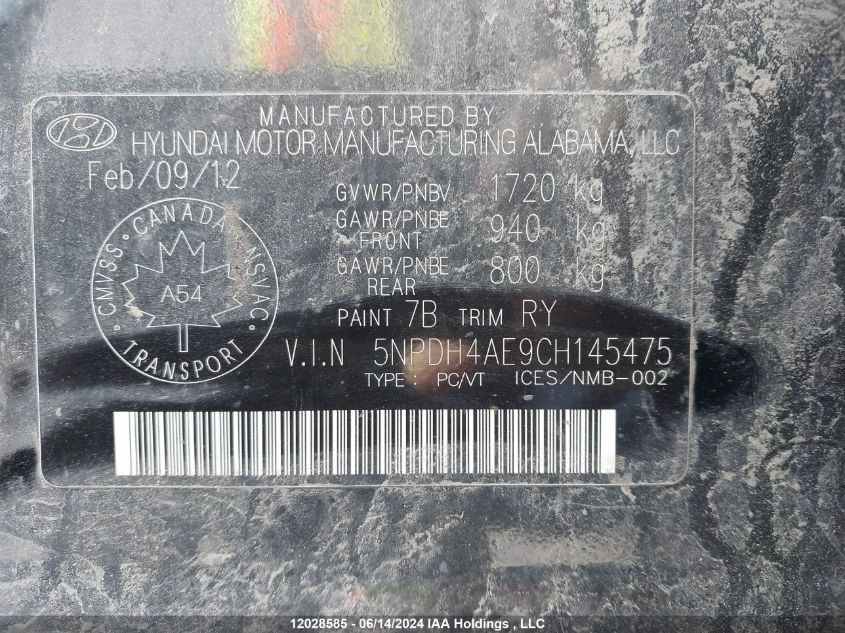 MANUFACTURED BY
HYUNDAI MOTOR MANUFACTURING ALABAMA, LLC
Feb/09/12
GVWR/PNBV 1720 kg
GAWR/PNBE FRONT 940 kg
GAWR/PNBE REAR 800 kg
CANADA
CMVSS · NSVAC
A54
TRANSPORT
PAINT 7B TRIM RY
V.I.N 5NPDH4AE9CH145475
TYPE : PC/VT ICES/NMB-002
12028585 - 06/14/2024 IAA Holdings , LLC